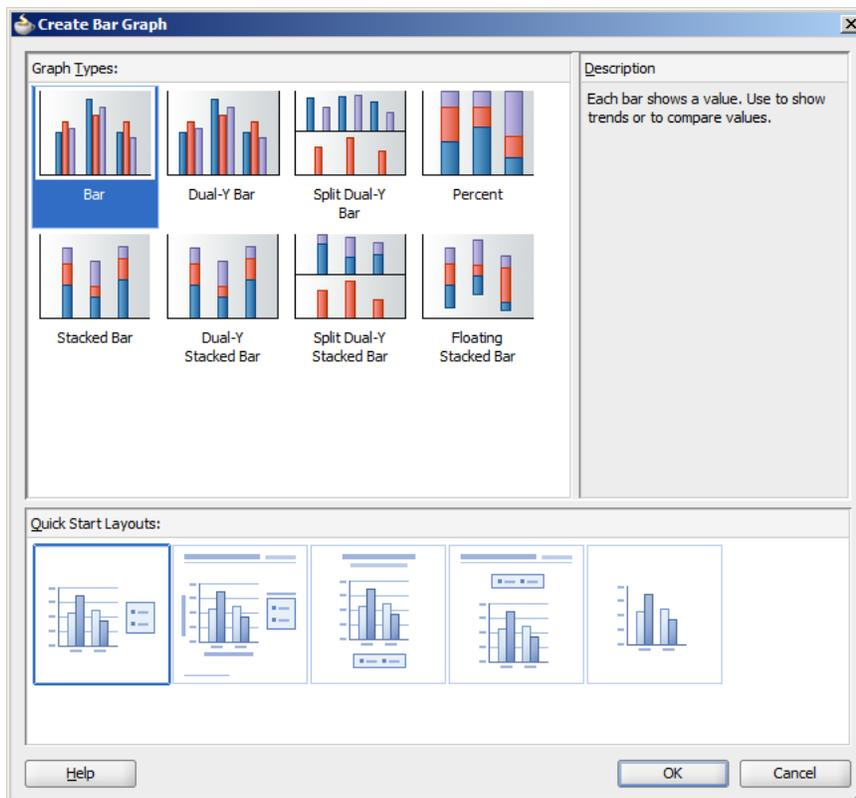 Create Bar Graph
Graph Types:
Bar
Dual-Y Bar
Split Dual-Y
Bar
Percent
Stacked Bar
Dual-Y
Stacked Bar
Split Dual-Y
Stacked Bar
Floating
Stacked Bar
Description
Each bar shows a value. Use to show
trends or to compare values.
Quick Start Layouts:
Help
OK
Cancel